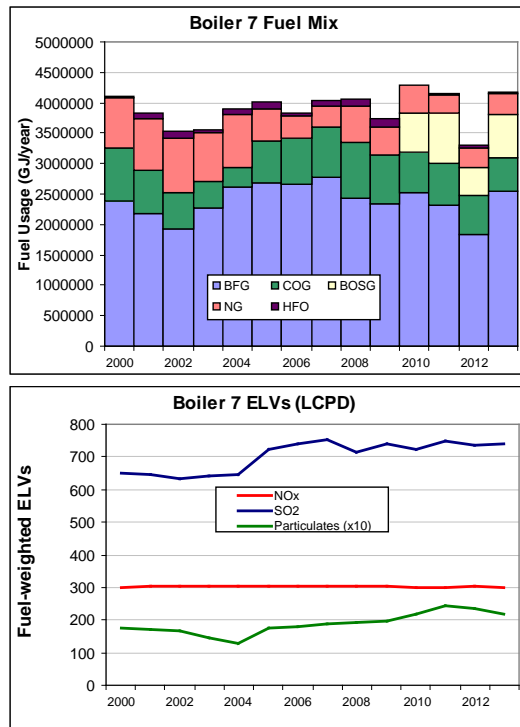 Boiler 7 Fuel Mix
Fuel Usage (GJ/year)
5000000
4500000
4000000
3500000
3000000
2500000
2000000
1500000
1000000
500000
0
BFG COG BOSG
NG HFO
2000 2002 2004 2006 2008 2010 2012
Boiler 7 ELVs (LCPD)
Fuel-weighted ELVs
800
700
600
500
400
300
200
100
0
NOx
SO2
Particulates (x10)
2000 2002 2004 2006 2008 2010 2012